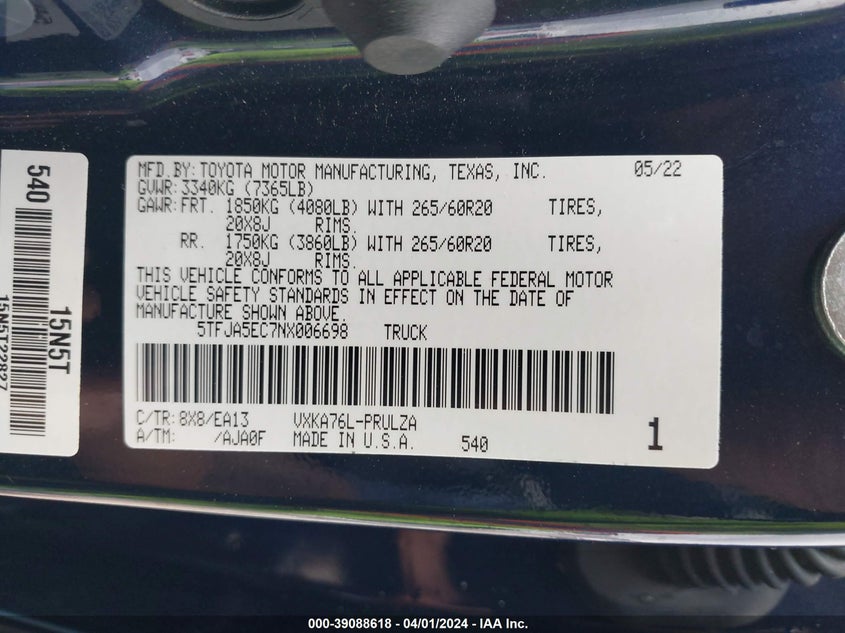 MFD.BY:TOYOTA MOTOR MANUFACTURING, TEXAS, INC. 05/22
GVWR:3340KG (7365LB)
GAWR:FRT. 1850KG (4080LB) WITH 265/60R20 TIRES,
20X8J RIMS.
RR. 1750KG (3860LB) WITH 265/60R20 TIRES,
20X8J RIMS.
THIS VEHICLE CONFORMS TO ALL APPLICABLE FEDERAL MOTOR
VEHICLE SAFETY STANDARDS IN EFFECT ON THE DATE OF
MANUFACTURE SHOWN ABOVE.
5TFJA5EC7NX006698 TRUCK
C/TR:8X8/EA13 VXKA76L-PRULZA
A/TM: /AJA0F MADE IN U.S.A. 540 1
540
15N5T
15N5T22827
000-39088618 - 04/01/2024 - IAA Inc.